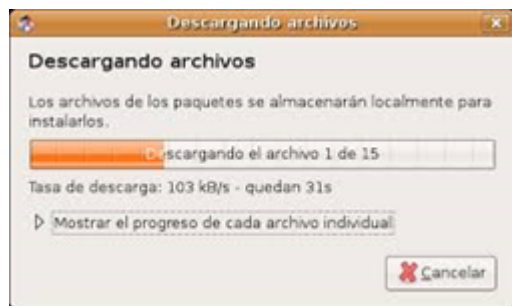 Descargando archivos
Descargando archivos
Los archivos de los paquetes se almacenarán localmente para
instalarlos.
Descargando el archivo 1 de 15
Tasa de descarga: 103 kB/s - quedan 31s
Mostrar el progreso de cada archivo individual
Cancelar